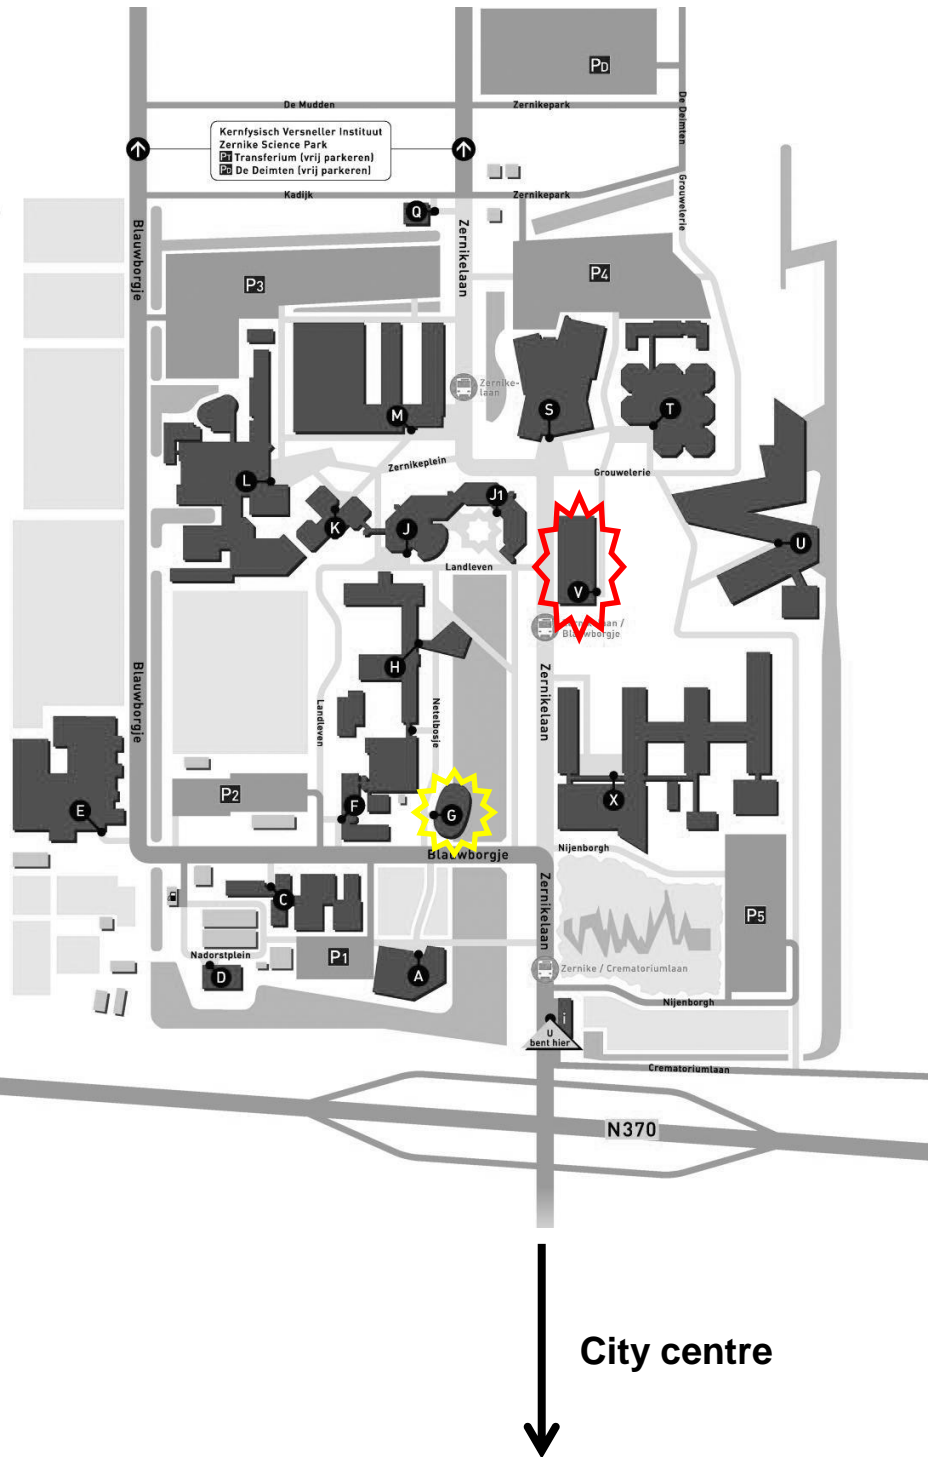 PD
De Mudden
Zernikepark
De Deimten
Kernfysisch Versneller Instituut
Zernike Science Park
PT Transferium (vrij parkeren)
PD De Deimten (vrij parkeren)
Kadijk
Zernikepark
Grouwelerie
Q
Blauwborgje
Zernikelaan
P3
P4
Zernike-
laan
M
S
T
Zernikeplein
Grouwelerie
L
J1
K
J
U
Landleven
V
Blauwborgje
H
Zernikelaan
Blauwborgje
Landleven
Netelbosje
P2
E
F
G
X
Blauwborgje
Nijenborgh
C
Zernikelaan
P5
Nadorstplein
P1
D
A
Zernike / Crematoriumlaan
Nijenborgh
i
U
bent hier
Crematoriumlaan
N370
City centre